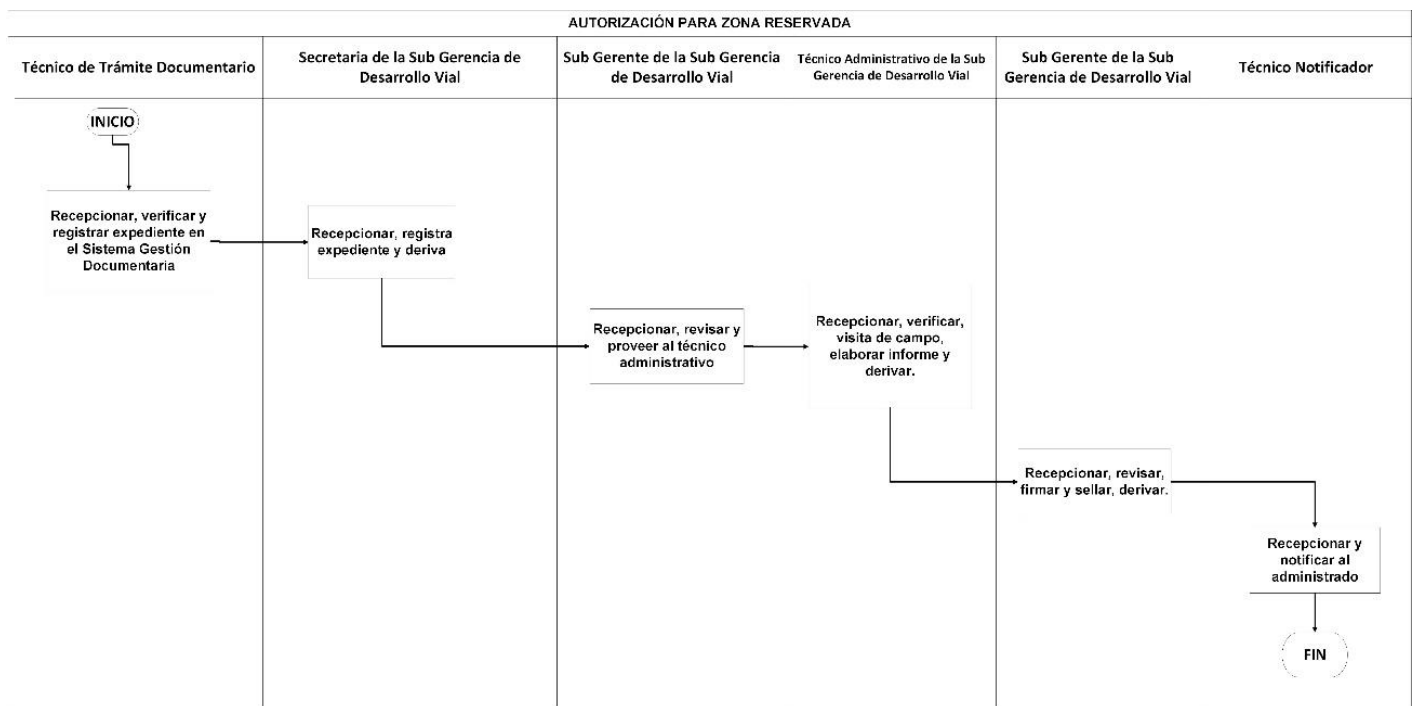 AUTORIZACIÓN PARA ZONA RESERVADA
Técnico de Trámite Documentario
Secretaria de la Sub Gerencia de
Desarrollo Vial
Sub Gerente de la Sub Gerencia
de Desarrollo Vial
Técnico Administrativo de la Sub
Gerencia de Desarrollo Vial
Sub Gerente de la Sub
Gerencia de Desarrollo Vial
Técnico Notificador
INICIO
Recepcionar, verificar y
registrar expediente en
el Sistema Gestión
Documentaria
Recepcionar, registra
expediente y deriva
Recepcionar, revisar y
proveer al técnico
administrativo
Recepcionar, verificar,
visita de campo,
elaborar informe y
derivar.
Recepcionar, revisar,
firmar y sellar, derivar.
Recepcionar y
notificar al
administrado
FIN